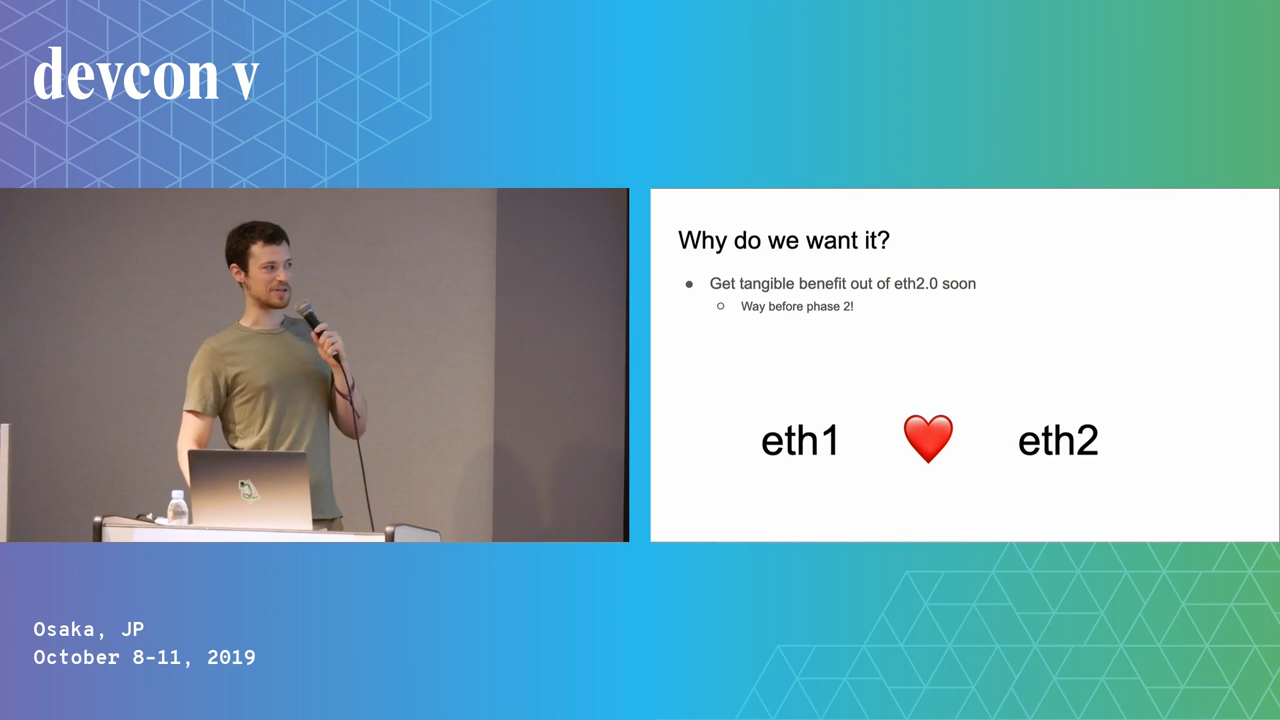 devcon v
Why do we want it?
● Get tangible benefit out of eth2.0 soon
○ Way before phase 2!
eth1 ❤️ eth2
Osaka, JP
October 8-11, 2019